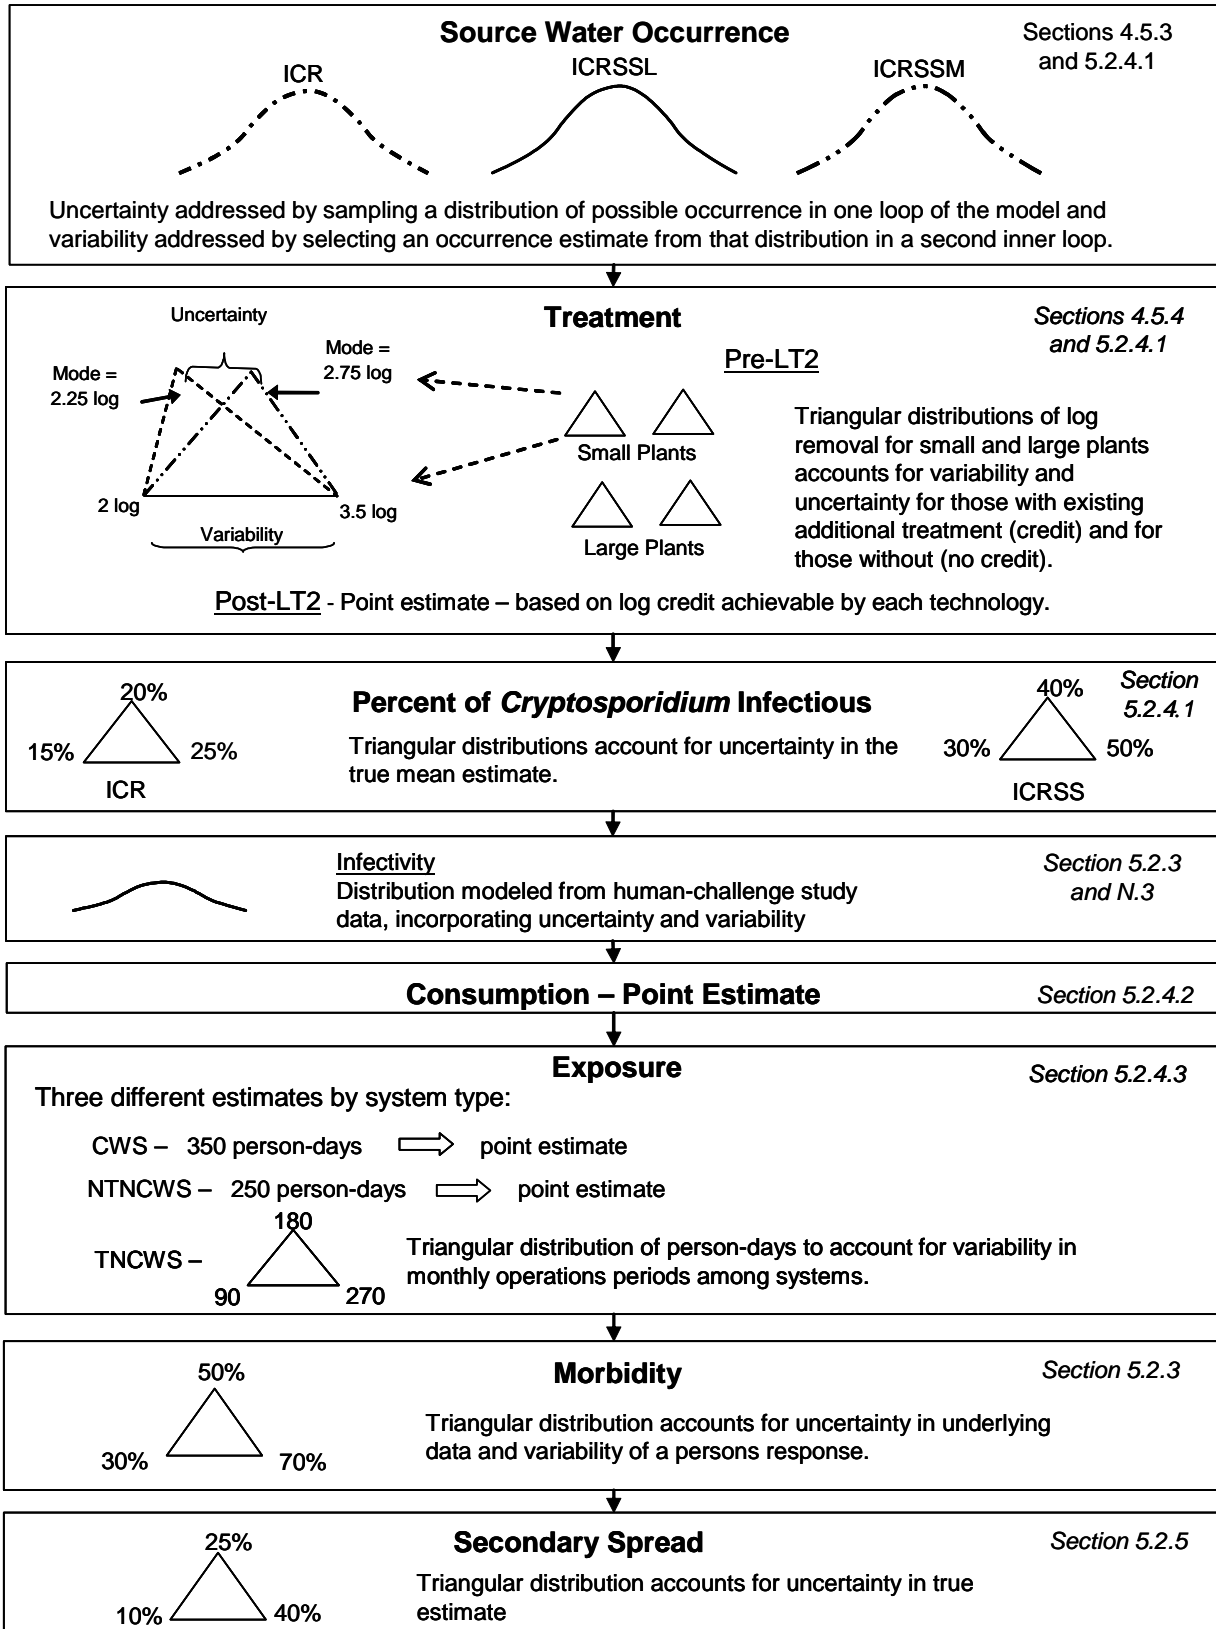 Source Water Occurrence
Sections 4.5.3
and 5.2.4.1
ICR
ICRSSL
ICRSSM
Uncertainty addressed by sampling a distribution of possible occurrence in one loop of the model and
variability addressed by selecting an occurrence estimate from that distribution in a second inner loop.
Treatment
Sections 4.5.4
and 5.2.4.1
Uncertainty
Mode =
2.25 log
Mode =
2.75 log
2 log
3.5 log
Variability
Pre-LT2
Small Plants
Large Plants
Triangular distributions of log
removal for small and large plants
accounts for variability and
uncertainty for those with existing
additional treatment (credit) and for
those without (no credit).
Post-LT2 - Point estimate – based on log credit achievable by each technology.
Percent of Cryptosporidium Infectious
Section
5.2.4.1
20%
15%
25%
ICR
Triangular distributions account for uncertainty in the
true mean estimate.
40%
30%
50%
ICRSS
Infectivity
Distribution modeled from human-challenge study
data, incorporating uncertainty and variability
Section 5.2.3
and N.3
Consumption – Point Estimate
Section 5.2.4.2
Exposure
Section 5.2.4.3
Three different estimates by system type:
CWS – 350 person-days point estimate
NTNCWS – 250 person-days point estimate
180
TNCWS –
90
270
Triangular distribution of person-days to account for variability in
monthly operations periods among systems.
Morbidity
Section 5.2.3
50%
30%
70%
Triangular distribution accounts for uncertainty in underlying
data and variability of a persons response.
Secondary Spread
Section 5.2.5
25%
10%
40%
Triangular distribution accounts for uncertainty in true
estimate